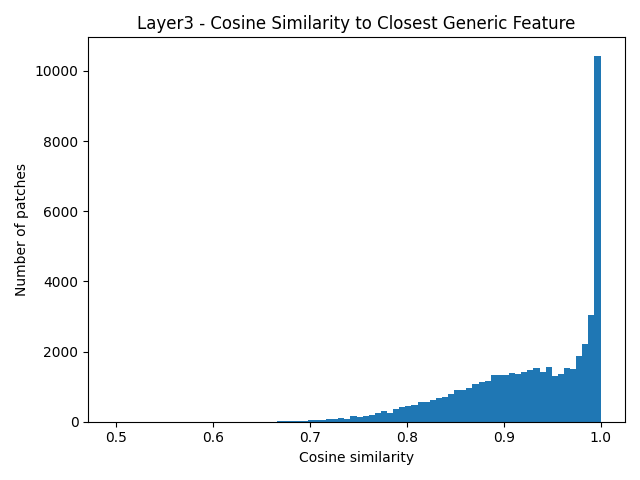 Layer3 - Cosine Similarity to Closest Generic Feature
Number of patches
10000
8000
6000
4000
2000
0
0.5 0.6 0.7 0.8 0.9 1.0
Cosine similarity